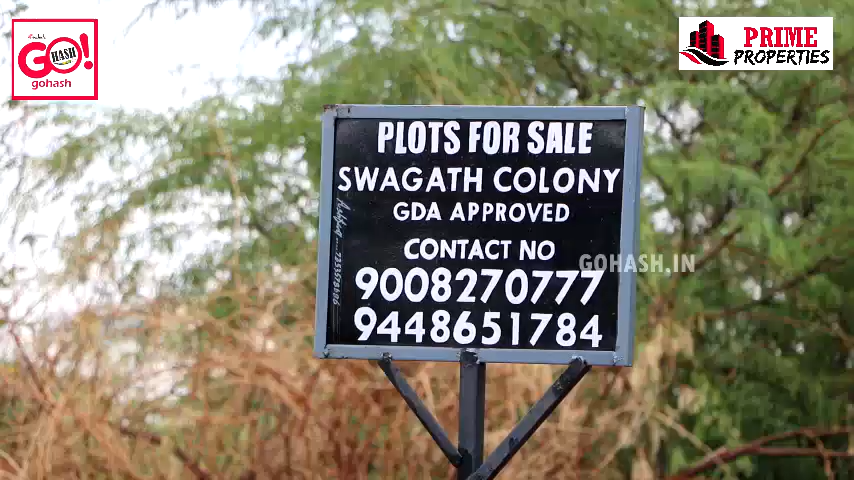 GO!
HASH
gohash
PRIME
PROPERTIES
PLOTS FOR SALE
SWAGATH COLONY
GDA APPROVED
CONTACT NO
9008270777
9448651784
GOHASH.IN